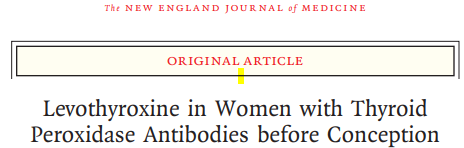 The NEW ENGLAND JOURNAL of MEDICINE
ORIGINAL ARTICLE
Levothyroxine in Women with Thyroid
Peroxidase Antibodies before Conception